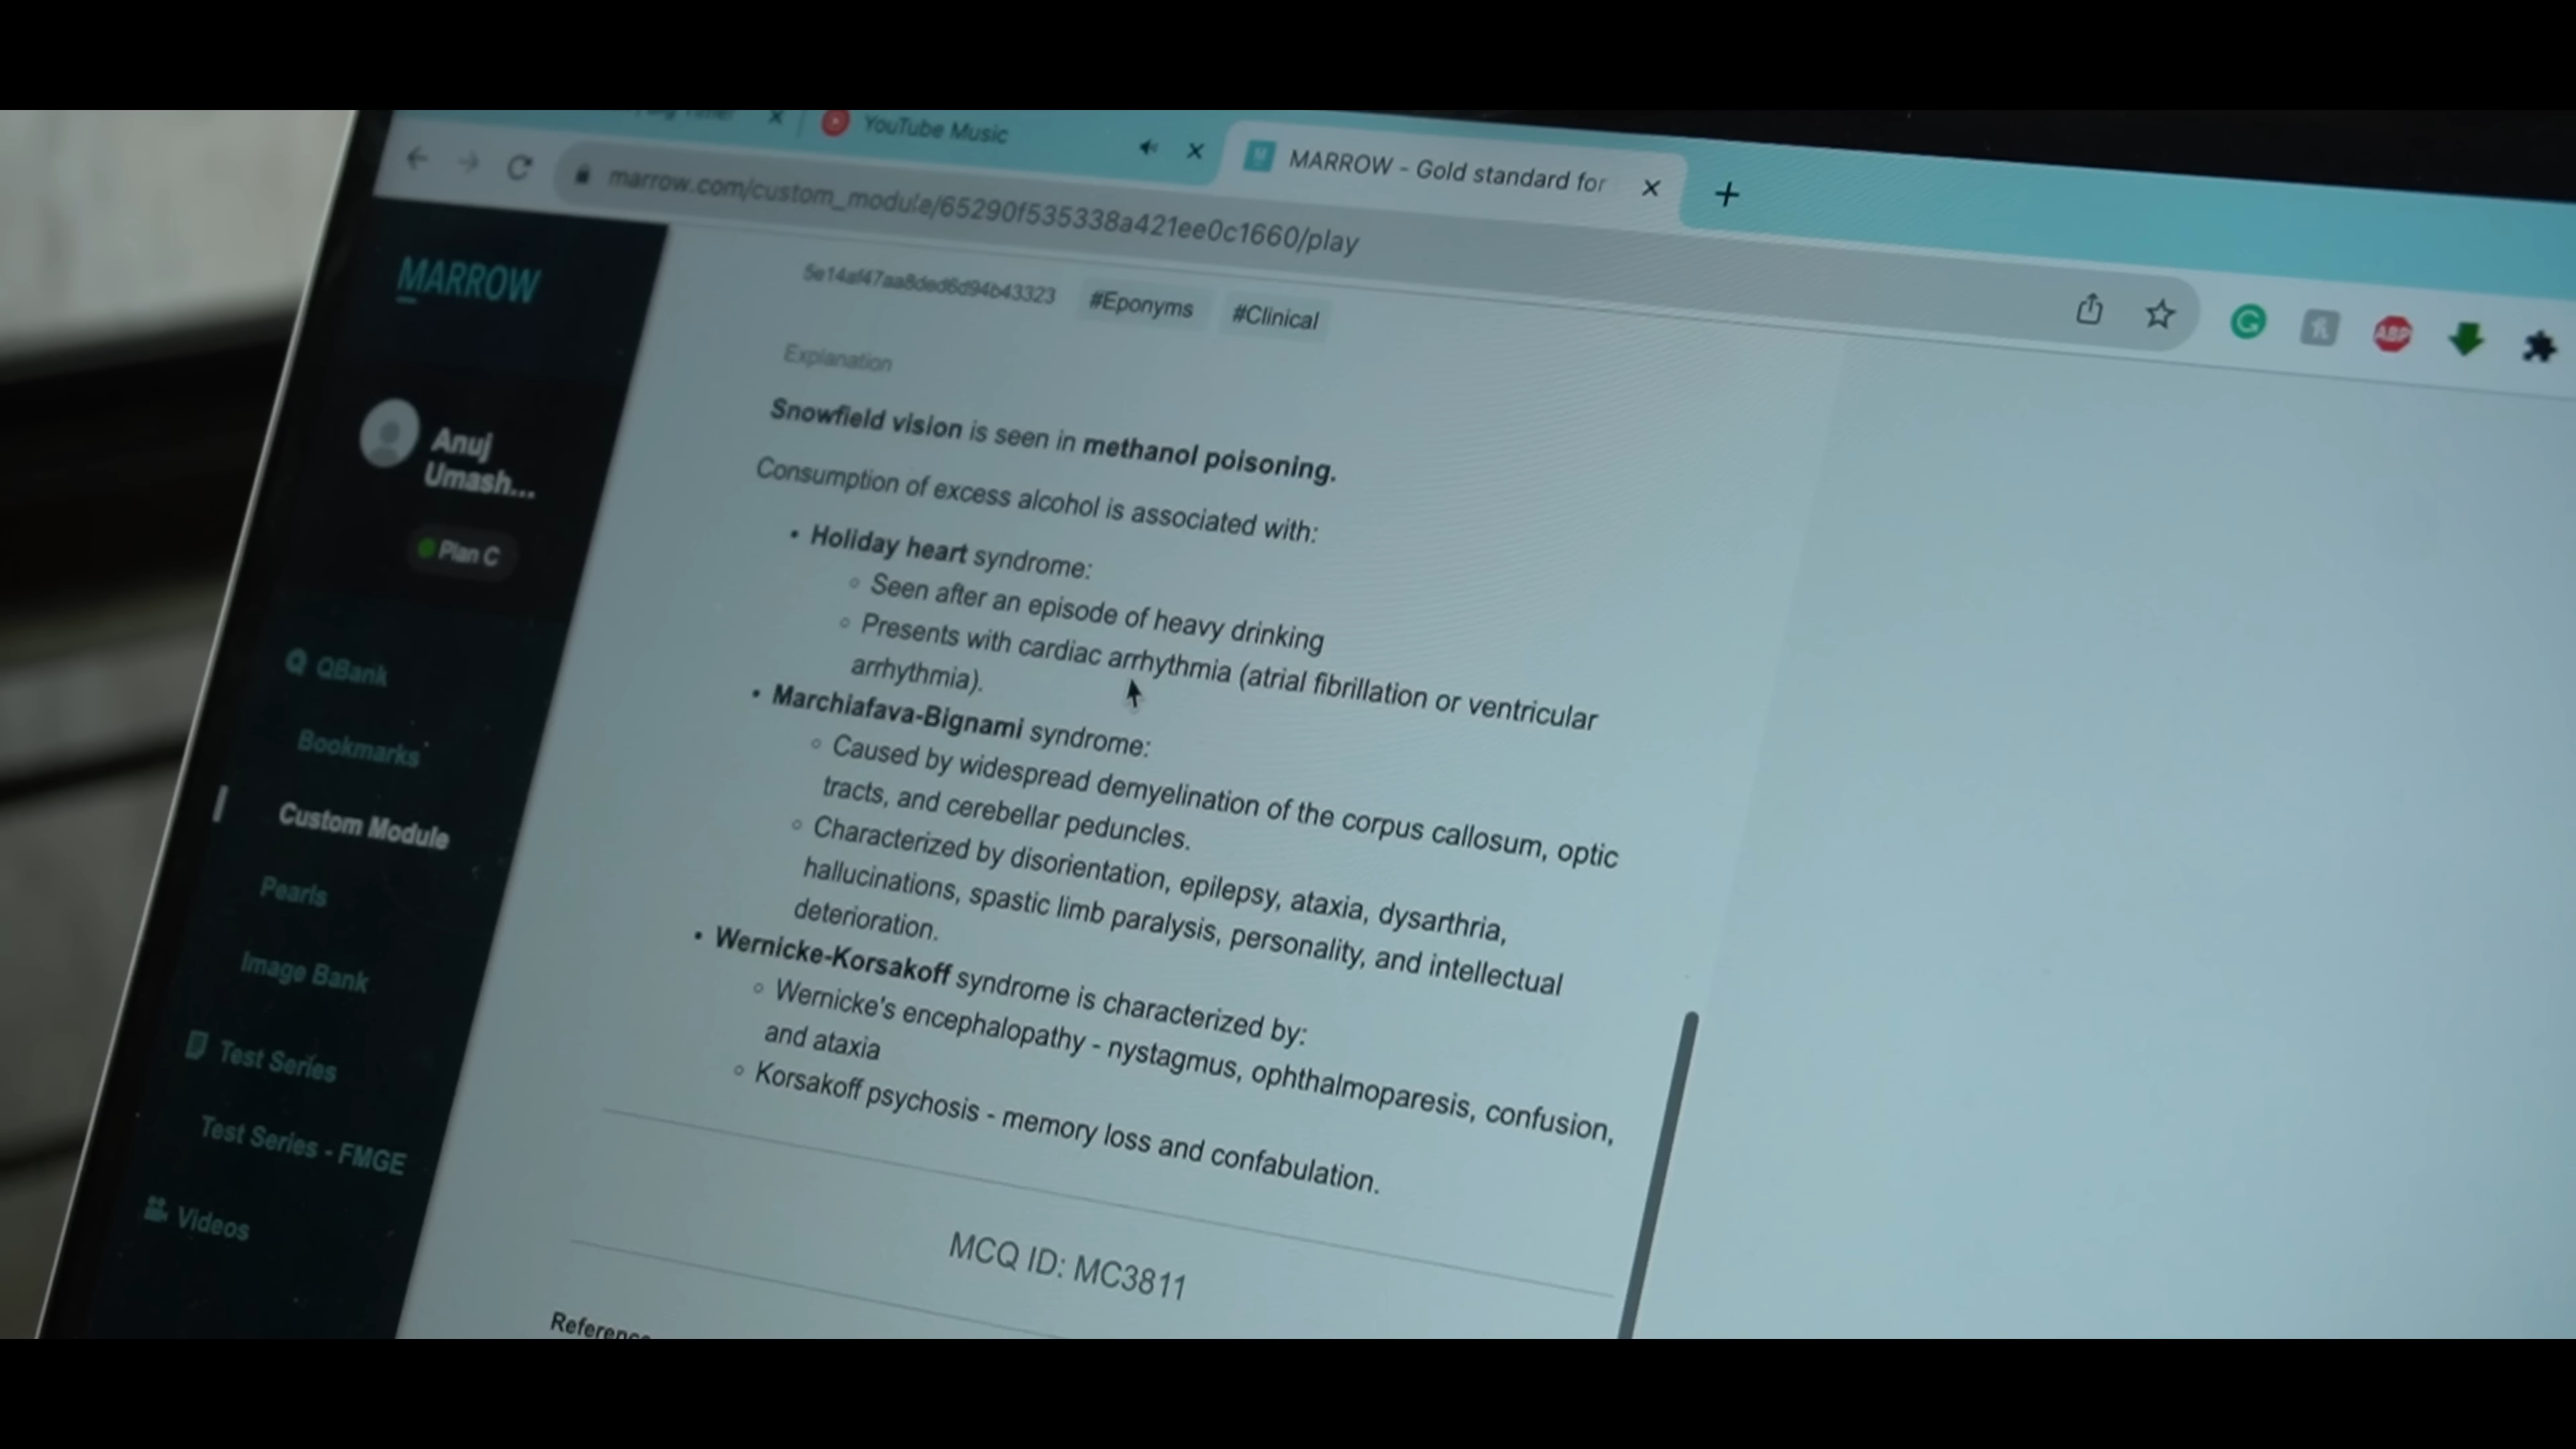 YouTube Music
MARROW - Gold standard for
marrow.com/custom_module/65290f535338a421ee0c1660/play
ABP
MARROW
Anuj
Umash...
Plan C
QBank
Bookmarks
Custom Module
Pearls
Image Bank
Test Series
Test Series - FMGE
Videos
5e14af47aa8ded6d94b43323 #Eponyms #Clinical
Explanation
Snowfield vision is seen in methanol poisoning.
Consumption of excess alcohol is associated with:
• Holiday heart syndrome:
◦ Seen after an episode of heavy drinking
◦ Presents with cardiac arrhythmia (atrial fibrillation or ventricular
arrhythmia).
• Marchiafava-Bignami syndrome:
◦ Caused by widespread demyelination of the corpus callosum, optic
tracts, and cerebellar peduncles.
◦ Characterized by disorientation, epilepsy, ataxia, dysarthria,
hallucinations, spastic limb paralysis, personality, and intellectual
deterioration.
• Wernicke-Korsakoff syndrome is characterized by:
◦ Wernicke's encephalopathy - nystagmus, ophthalmoparesis, confusion,
and ataxia
◦ Korsakoff psychosis - memory loss and confabulation.
MCQ ID: MC3811